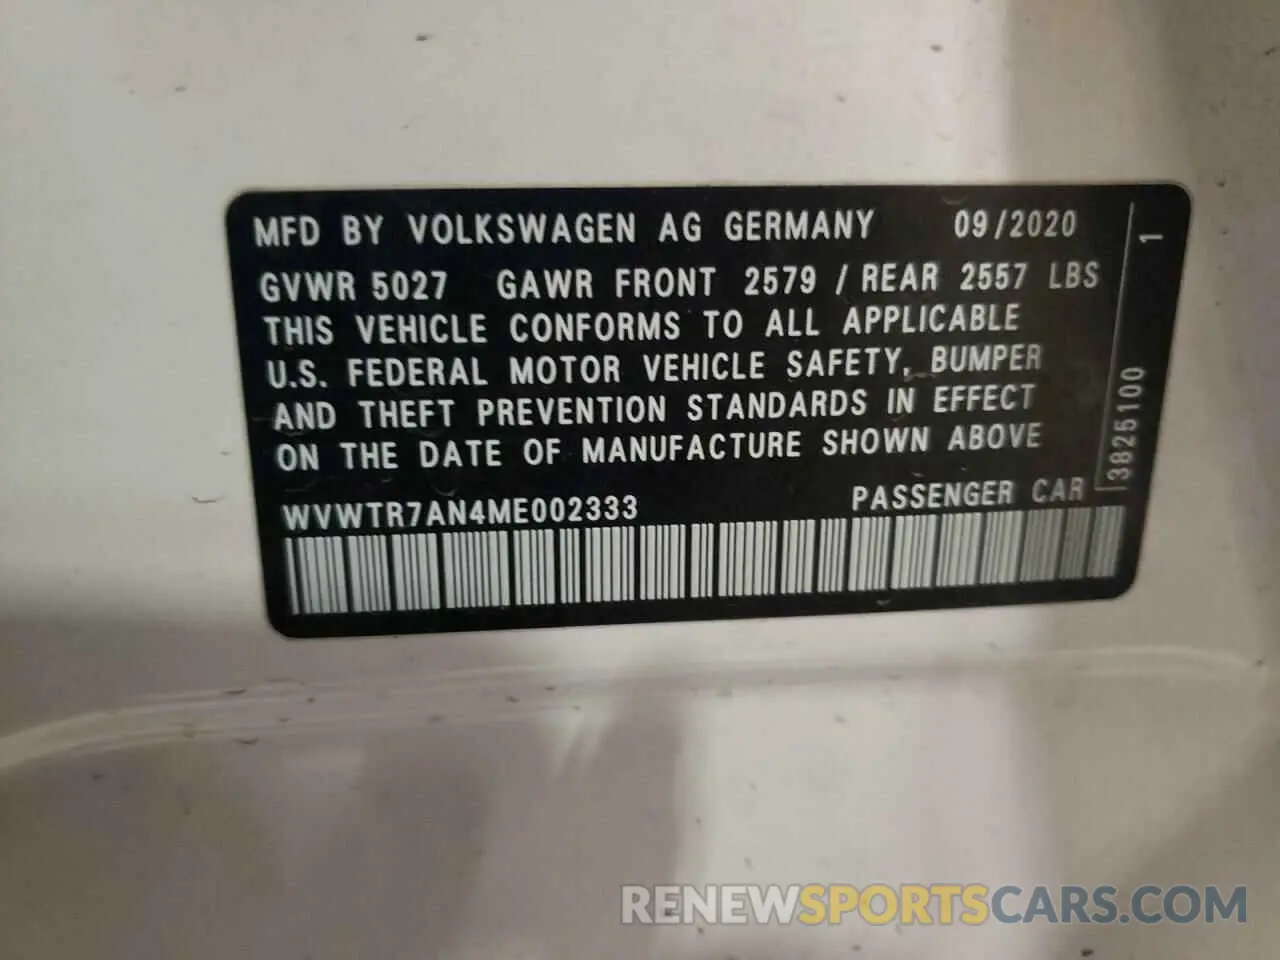 MFD BY VOLKSWAGEN AG GERMANY 09/2020
GVWR 5027 GAWR FRONT 2579 / REAR 2557 LBS
THIS VEHICLE CONFORMS TO ALL APPLICABLE
U.S. FEDERAL MOTOR VEHICLE SAFETY, BUMPER
AND THEFT PREVENTION STANDARDS IN EFFECT
ON THE DATE OF MANUFACTURE SHOWN ABOVE
WVWTR7AN4ME002333 PASSENGER CAR
3825100 1
RENEWSPORTSCARS.COM